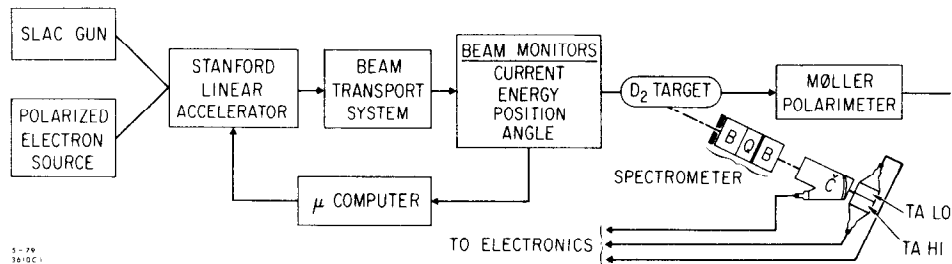 SLAC GUN
POLARIZED
ELECTRON
SOURCE
STANFORD
LINEAR
ACCELERATOR
BEAM
TRANSPORT
SYSTEM
BEAM MONITORS
CURRENT
ENERGY
POSITION
ANGLE
μ COMPUTER
D₂ TARGET
MØLLER
POLARIMETER
B Q B
SPECTROMETER
Č
TA LO
TA HI
TO ELECTRONICS
5-79
3610C1